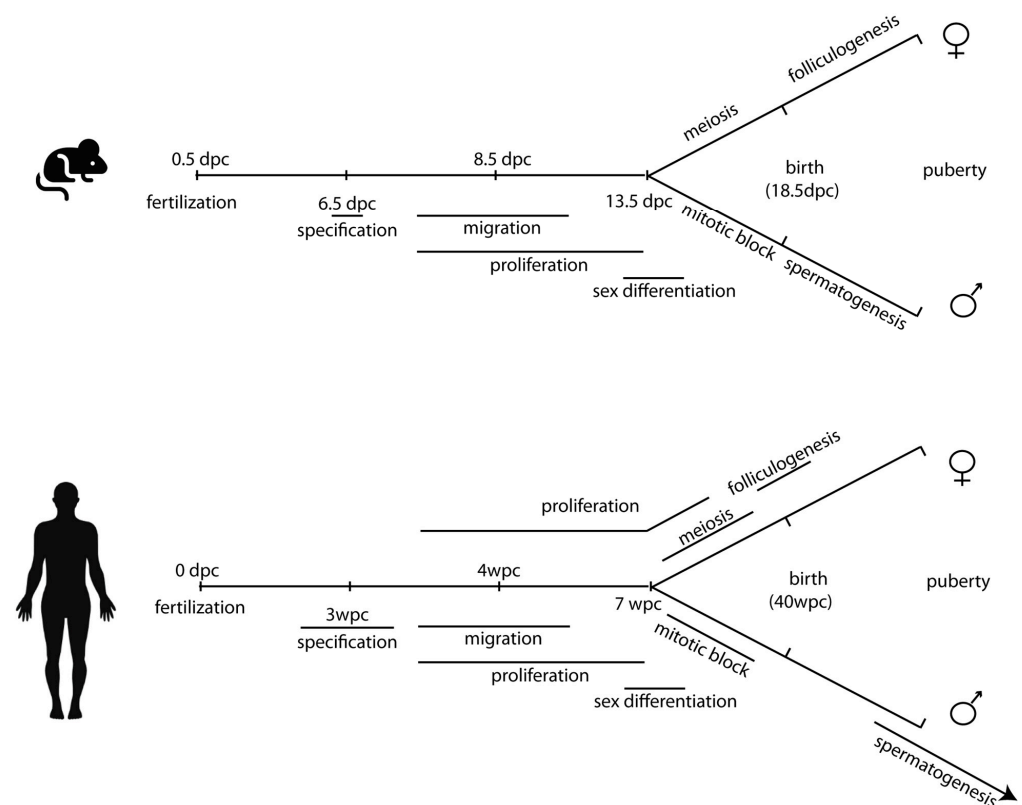 folliculogenesis
♀
meiosis
0.5 dpc
8.5 dpc
birth
(18.5dpc)
puberty
fertilization
6.5 dpc
13.5 dpc
specification
migration
mitotic block
proliferation
spermatogenesis
sex differentiation
♂
folliculogenesis
♀
proliferation
meiosis
0 dpc
4wpc
birth
(40wpc)
puberty
fertilization
3wpc
7 wpc
specification
migration
mitotic block
proliferation
sex differentiation
♂
spermatogenesis